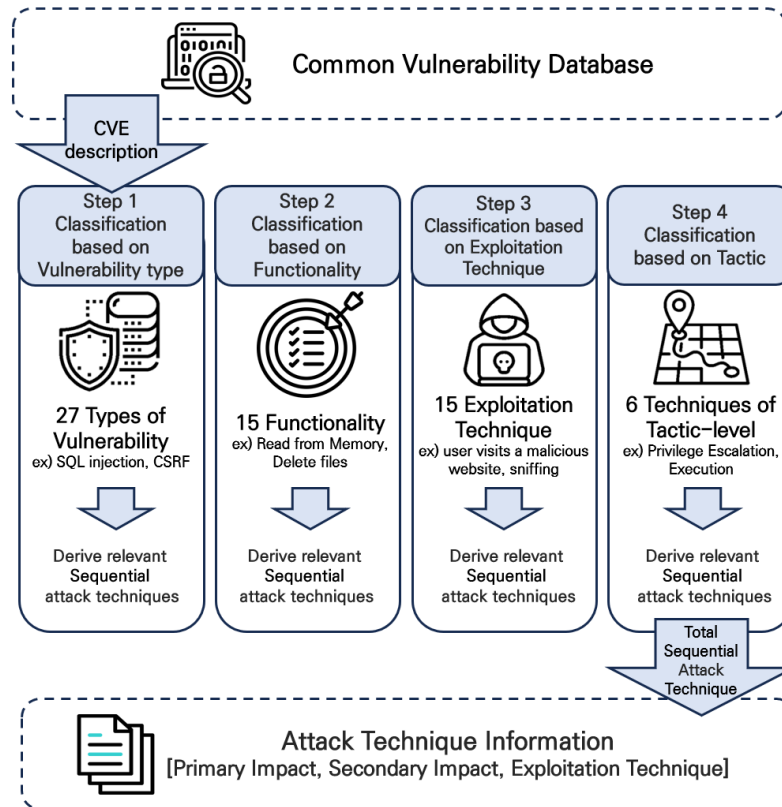 Common Vulnerability Database
CVE
description
Step 1
Classification
based on
Vulnerability type
27 Types of
Vulnerability
ex) SQL injection, CSRF
Derive relevant
Sequential
attack techniques
Step 2
Classification
based on
Functionality
15 Functionality
ex) Read from Memory,
Delete files
Derive relevant
Sequential
attack techniques
Step 3
Classification based
on Exploitation
Technique
15 Exploitation
Technique
ex) user visits a malicious
website, sniffing
Derive relevant
Sequential
attack techniques
Step 4
Classification
based on Tactic
6 Techniques of
Tactic-level
ex) Privilege Escalation,
Execution
Derive relevant
Sequential
attack techniques
Total
Sequential
Attack
Technique
Attack Technique Information
[Primary Impact, Secondary Impact, Exploitation Technique]